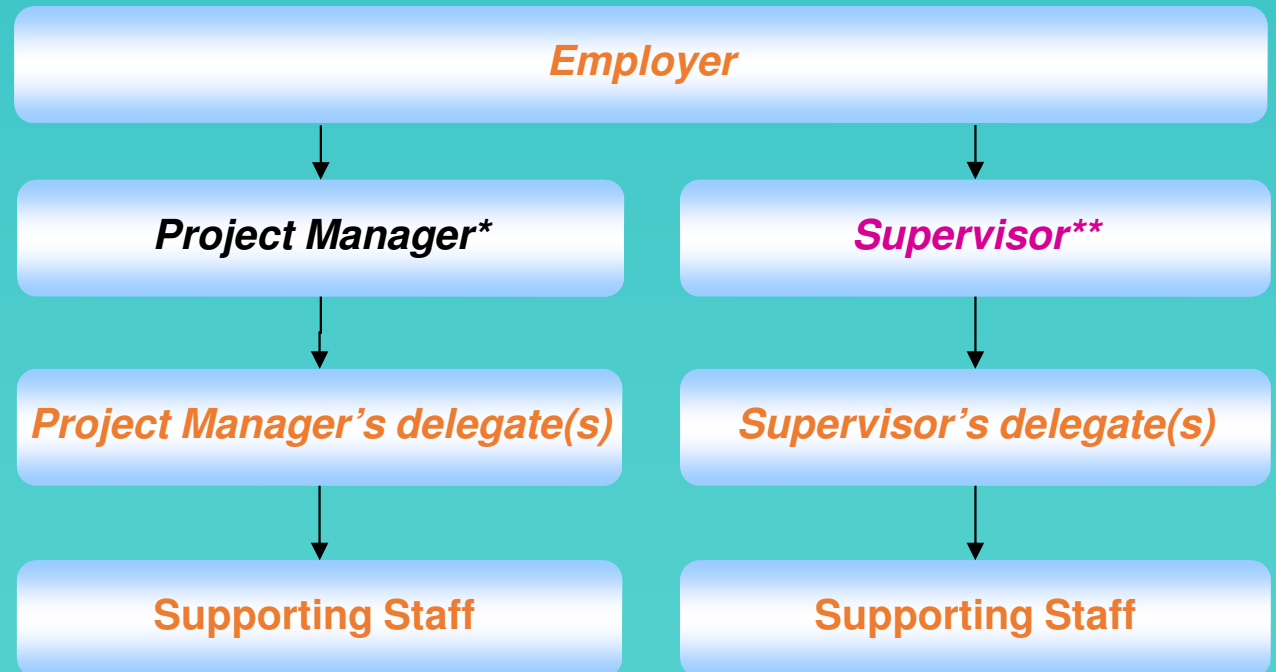 Employer
Project Manager*
Supervisor**
Project Manager’s delegate(s)
Supervisor’s delegate(s)
Supporting Staff
Supporting Staff